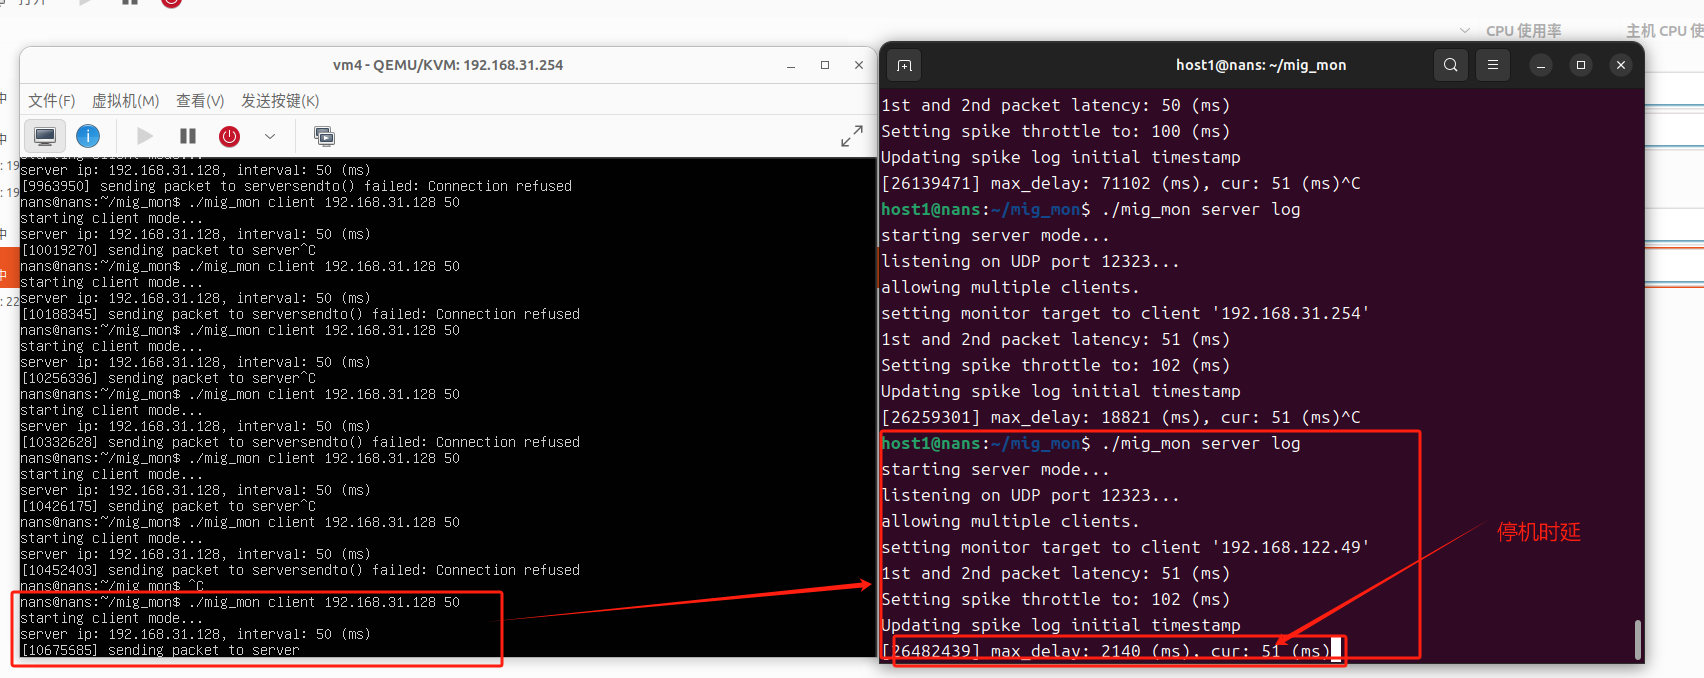 打开
CPU 使用率
主机 CPU 使
vm4 - QEMU/KVM: 192.168.31.254
文件(F) 虚拟机(M) 查看(V) 发送按键(K)
starting client mode...
server ip: 192.168.31.128, interval: 50 (ms)
[9963950] sending packet to serversendto() failed: Connection refused
nans@nans:~/mig_mon$ ./mig_mon client 192.168.31.128 50
starting client mode...
server ip: 192.168.31.128, interval: 50 (ms)
[10019270] sending packet to server^C
nans@nans:~/mig_mon$ ./mig_mon client 192.168.31.128 50
starting client mode...
server ip: 192.168.31.128, interval: 50 (ms)
[10188345] sending packet to serversendto() failed: Connection refused
nans@nans:~/mig_mon$ ./mig_mon client 192.168.31.128 50
starting client mode...
server ip: 192.168.31.128, interval: 50 (ms)
[10256336] sending packet to server^C
nans@nans:~/mig_mon$ ./mig_mon client 192.168.31.128 50
starting client mode...
server ip: 192.168.31.128, interval: 50 (ms)
[10332628] sending packet to serversendto() failed: Connection refused
nans@nans:~/mig_mon$ ./mig_mon client 192.168.31.128 50
starting client mode...
server ip: 192.168.31.128, interval: 50 (ms)
[10426175] sending packet to server^C
nans@nans:~/mig_mon$ ./mig_mon client 192.168.31.128 50
starting client mode...
server ip: 192.168.31.128, interval: 50 (ms)
[10452403] sending packet to serversendto() failed: Connection refused
nans@nans:~/mig_mon$ ^C
nans@nans:~/mig_mon$ ./mig_mon client 192.168.31.128 50
starting client mode...
server ip: 192.168.31.128, interval: 50 (ms)
[10675685] sending packet to server
中
中
: 19
: 19
中
中
: 22
host1@nans: ~/mig_mon
1st and 2nd packet latency: 50 (ms)
Setting spike throttle to: 100 (ms)
Updating spike log initial timestamp
[26139471] max_delay: 71102 (ms), cur: 51 (ms)^C
host1@nans:~/mig_mon$ ./mig_mon server log
starting server mode...
listening on UDP port 12323...
allowing multiple clients.
setting monitor target to client '192.168.31.254'
1st and 2nd packet latency: 51 (ms)
Setting spike throttle to: 102 (ms)
Updating spike log initial timestamp
[26259301] max_delay: 18821 (ms), cur: 51 (ms)^C
host1@nans:~/mig_mon$ ./mig_mon server log
starting server mode...
listening on UDP port 12323...
allowing multiple clients.
setting monitor target to client '192.168.122.49'
1st and 2nd packet latency: 51 (ms)
Setting spike throttle to: 102 (ms)
Updating spike log initial timestamp
[26482439] max_delay: 2140 (ms), cur: 51 (ms)
停机时延